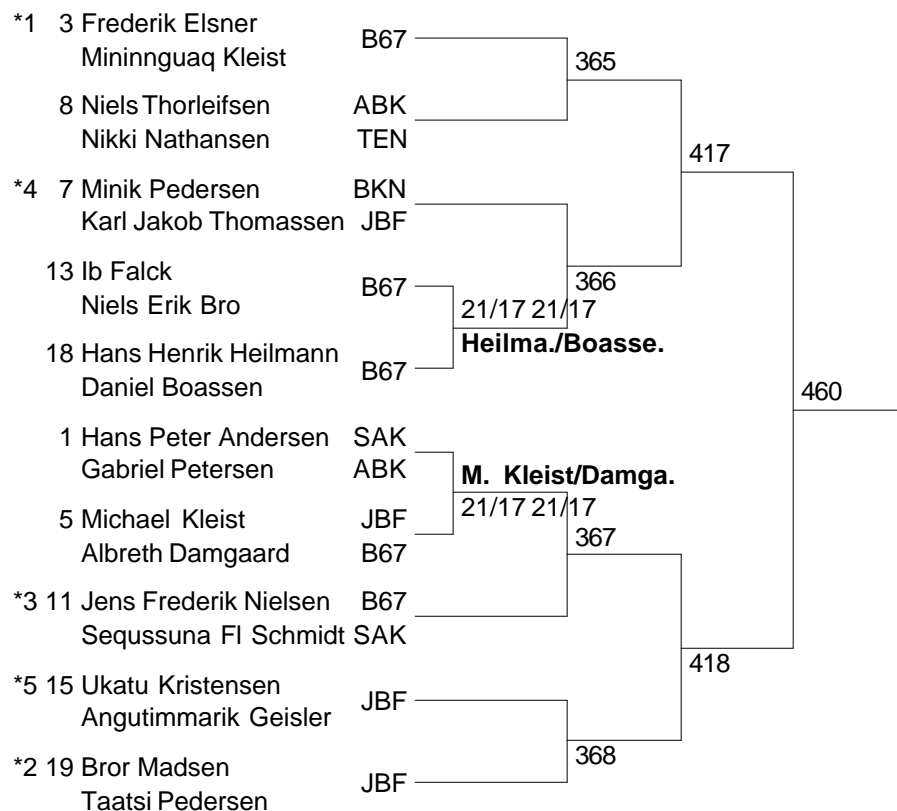 *1 3 Frederik Elsner B67
Mininnguaq Kleist
365
8 Niels Thorleifsen ABK
Nikki Nathansen TEN
417
*4 7 Minik Pedersen BKN
Karl Jakob Thomassen JBF
13 Ib Falck B67
Niels Erik Bro
366
21/17 21/17
Heilma./Boasse.
18 Hans Henrik Heilmann B67
Daniel Boassen
460
1 Hans Peter Andersen SAK
Gabriel Petersen ABK
M. Kleist/Damga.
21/17 21/17
5 Michael Kleist JBF
Albreth Damgaard B67
367
*3 11 Jens Frederik Nielsen B67
Sequssuna Fl Schmidt SAK
418
*5 15 Ukatu Kristensen JBF
Angutimmarik Geisler
368
*2 19 Bror Madsen JBF
Taatsi Pedersen